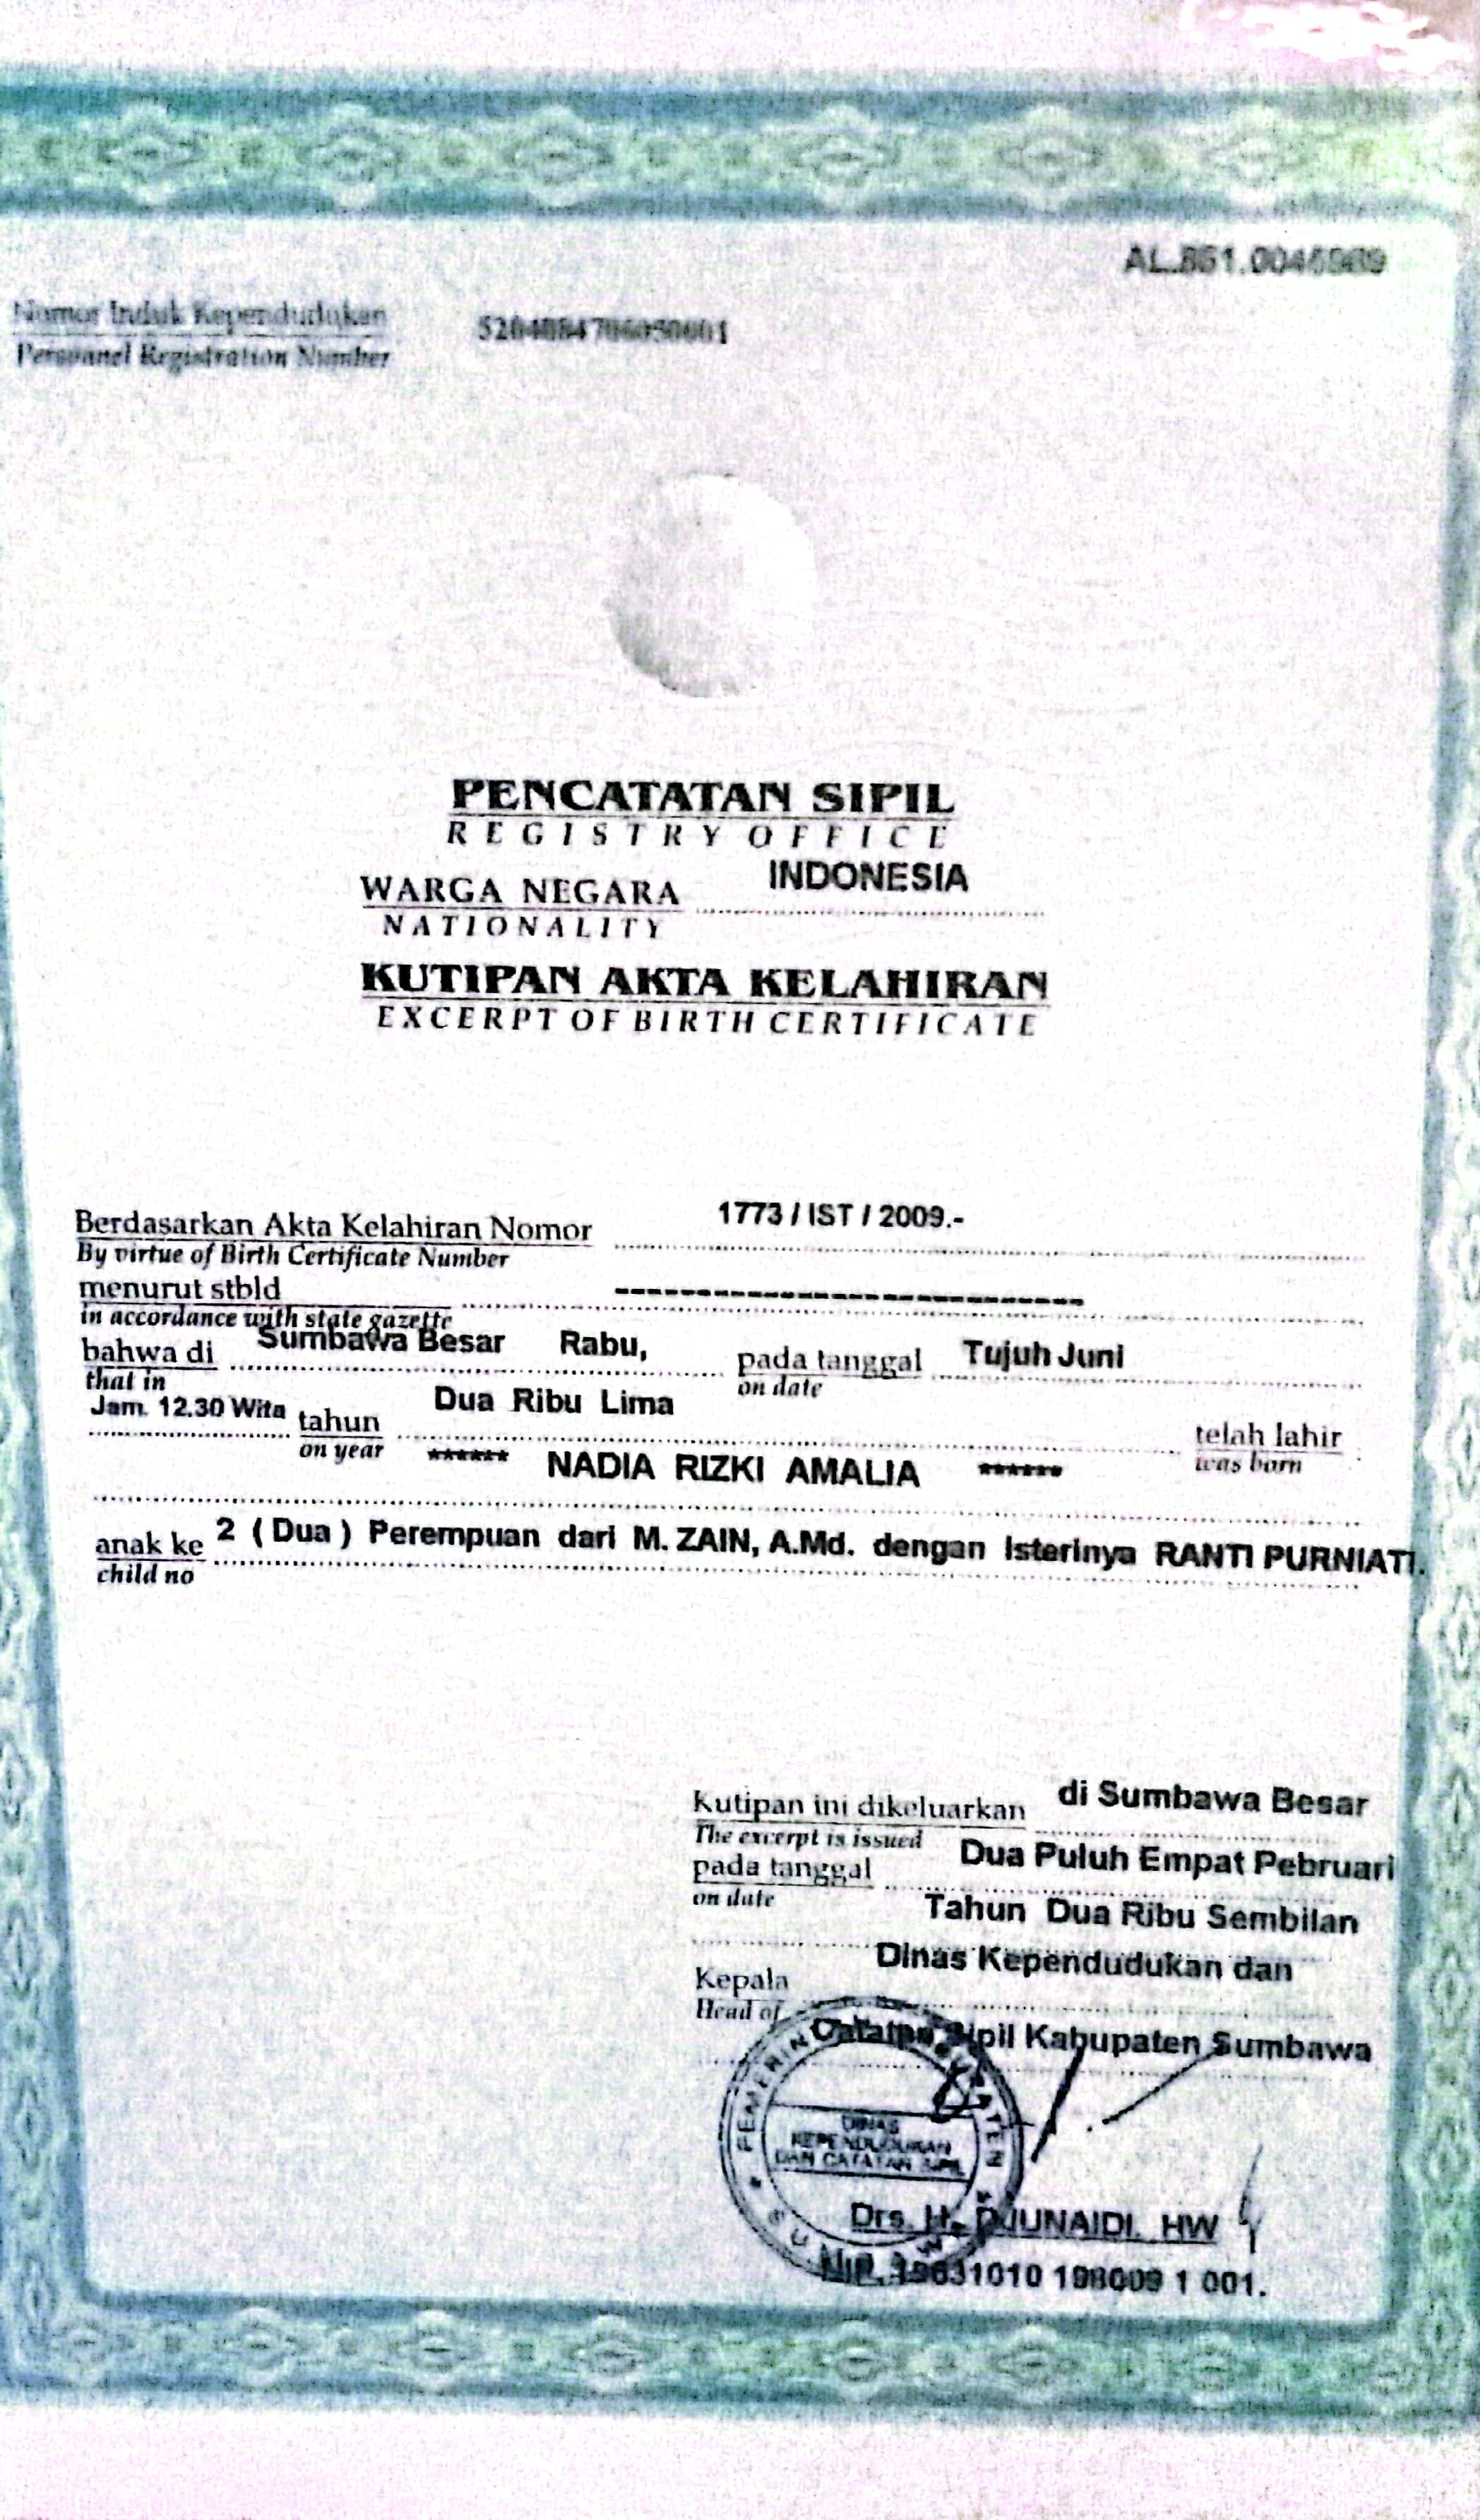 Nomor Induk Kependudukan
Personnel Registration Number
PENCATATAN SIPIL
REGISTRY OFFICE
WARGA NEGARA INDONESIA
NATIONALITY
KUTIPAN AKTA KELAHIRAN
EXCERPT OF BIRTH CERTIFICATE
Berdasarkan Akta Kelahiran Nomor 1773 / IST / 2009.-
By virtue of Birth Certificate Number
menurut stbld ---------------------------
in accordance with state gazette
bahwa di Sumbawa Besar Rabu, pada tanggal Tujuh Juni
that in on date
Jam. 12.30 Wita tahun Dua Ribu Lima telah lahir
on year was born
****** NADIA RIZKI AMALIA ******
anak ke 2 ( Dua ) Perempuan dari M. ZAIN, A.Md. dengan Isterinya RANTI PURNIATI.
child no
Kutipan ini dikeluarkan di Sumbawa Besar
The excerpt is issued
pada tanggal Dua Puluh Empat Pebruari
on date
Tahun Dua Ribu Sembilan
Kepala Dinas Kependudukan dan
Head of
Catatan Sipil Kabupaten Sumbawa
DINAS
KEPENDUDUKAN
DAN CATATAN SIPIL
Drs. H. DJUNAIDI. HW
1 001.